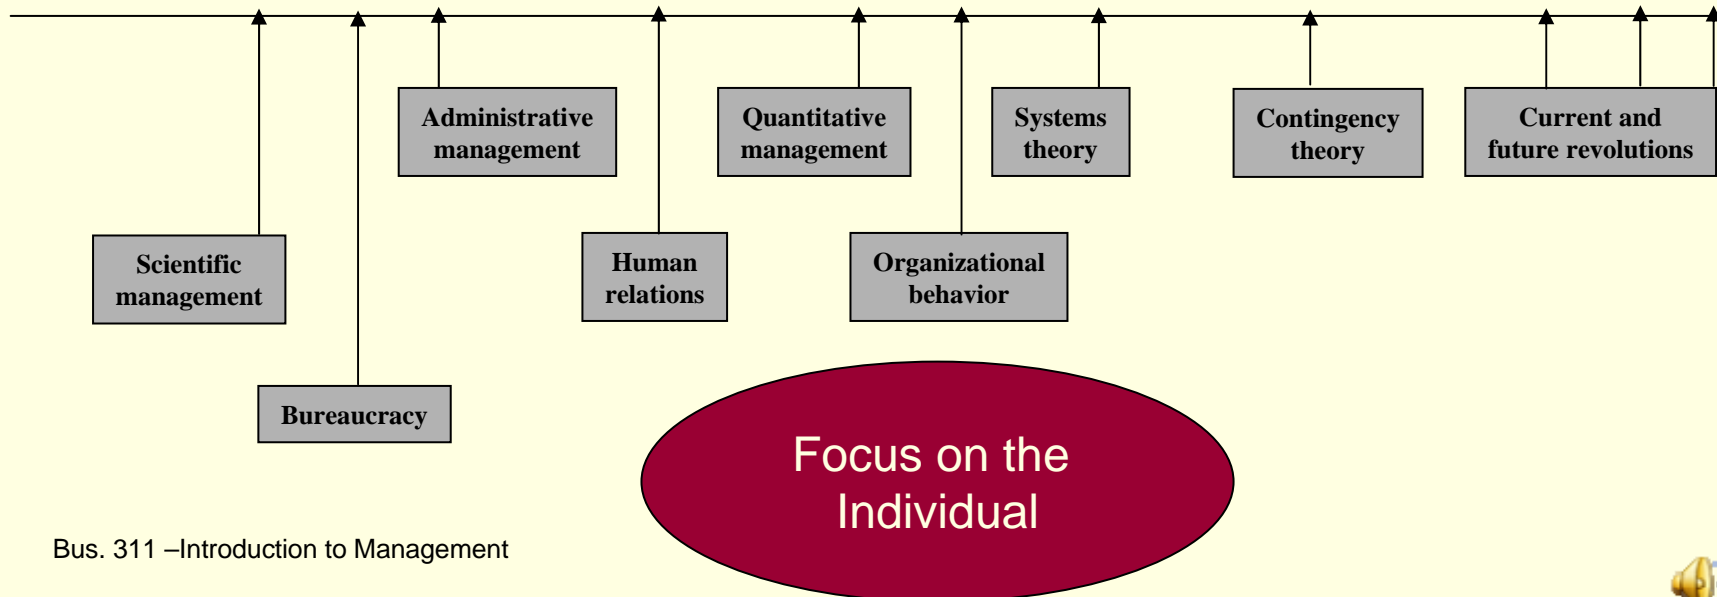 Administrative
management
Quantitative
management
Systems
theory
Contingency
theory
Current and
future revolutions
Scientific
management
Human
relations
Organizational
behavior
Bureaucracy
Focus on the
Individual
Bus. 311 –Introduction to Management